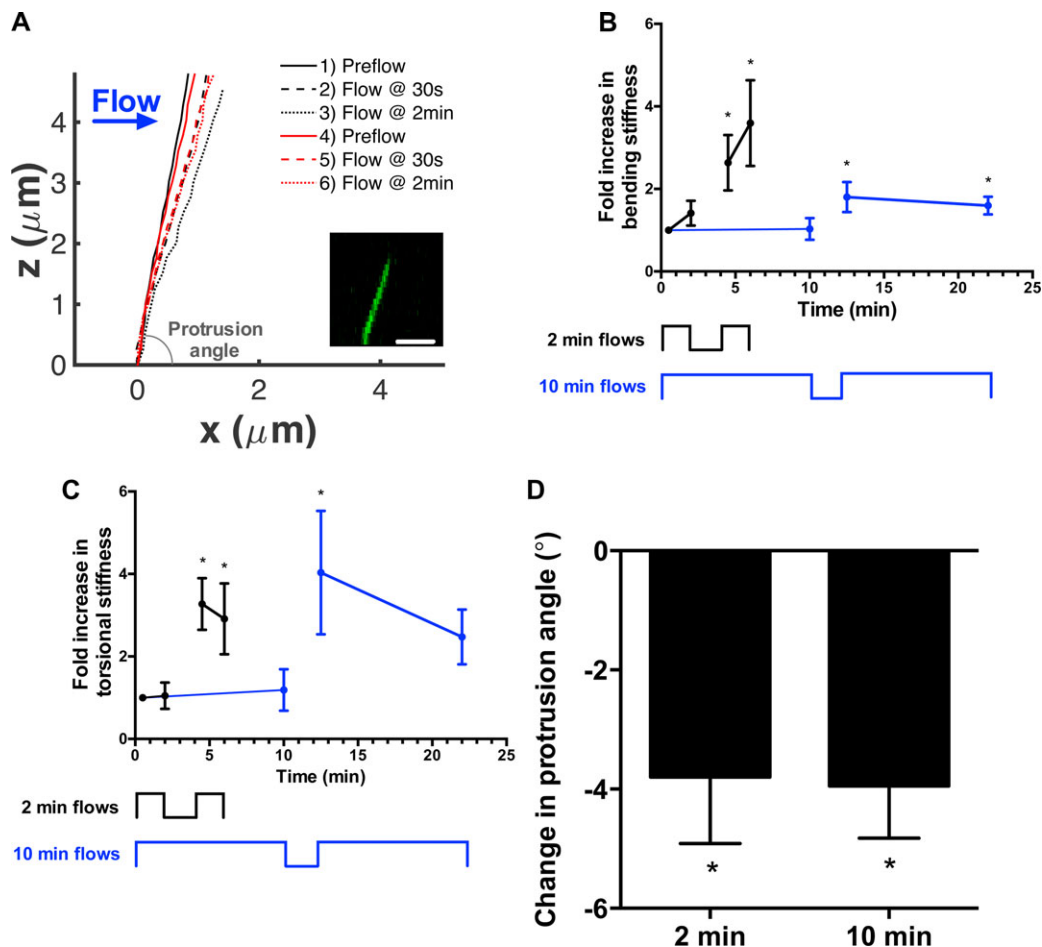 A
Flow
1) Preflow
2) Flow @ 30s
3) Flow @ 2min
4) Preflow
5) Flow @ 30s
6) Flow @ 2min
z (μm)
4
3
2
1
0
Protrusion
angle
0
2
4
x (μm)
B
Fold increase in
bending stiffness
6
4
2
0
*
*
*
*
0
5
10
15
20
25
Time (min)
2 min flows
10 min flows
C
Fold increase in
torsional stiffness
6
4
2
0
*
*
*
0
5
10
15
20
25
Time (min)
2 min flows
10 min flows
D
Change in protrusion angle (°)
0
-2
-4
-6
*
*
2 min
10 min